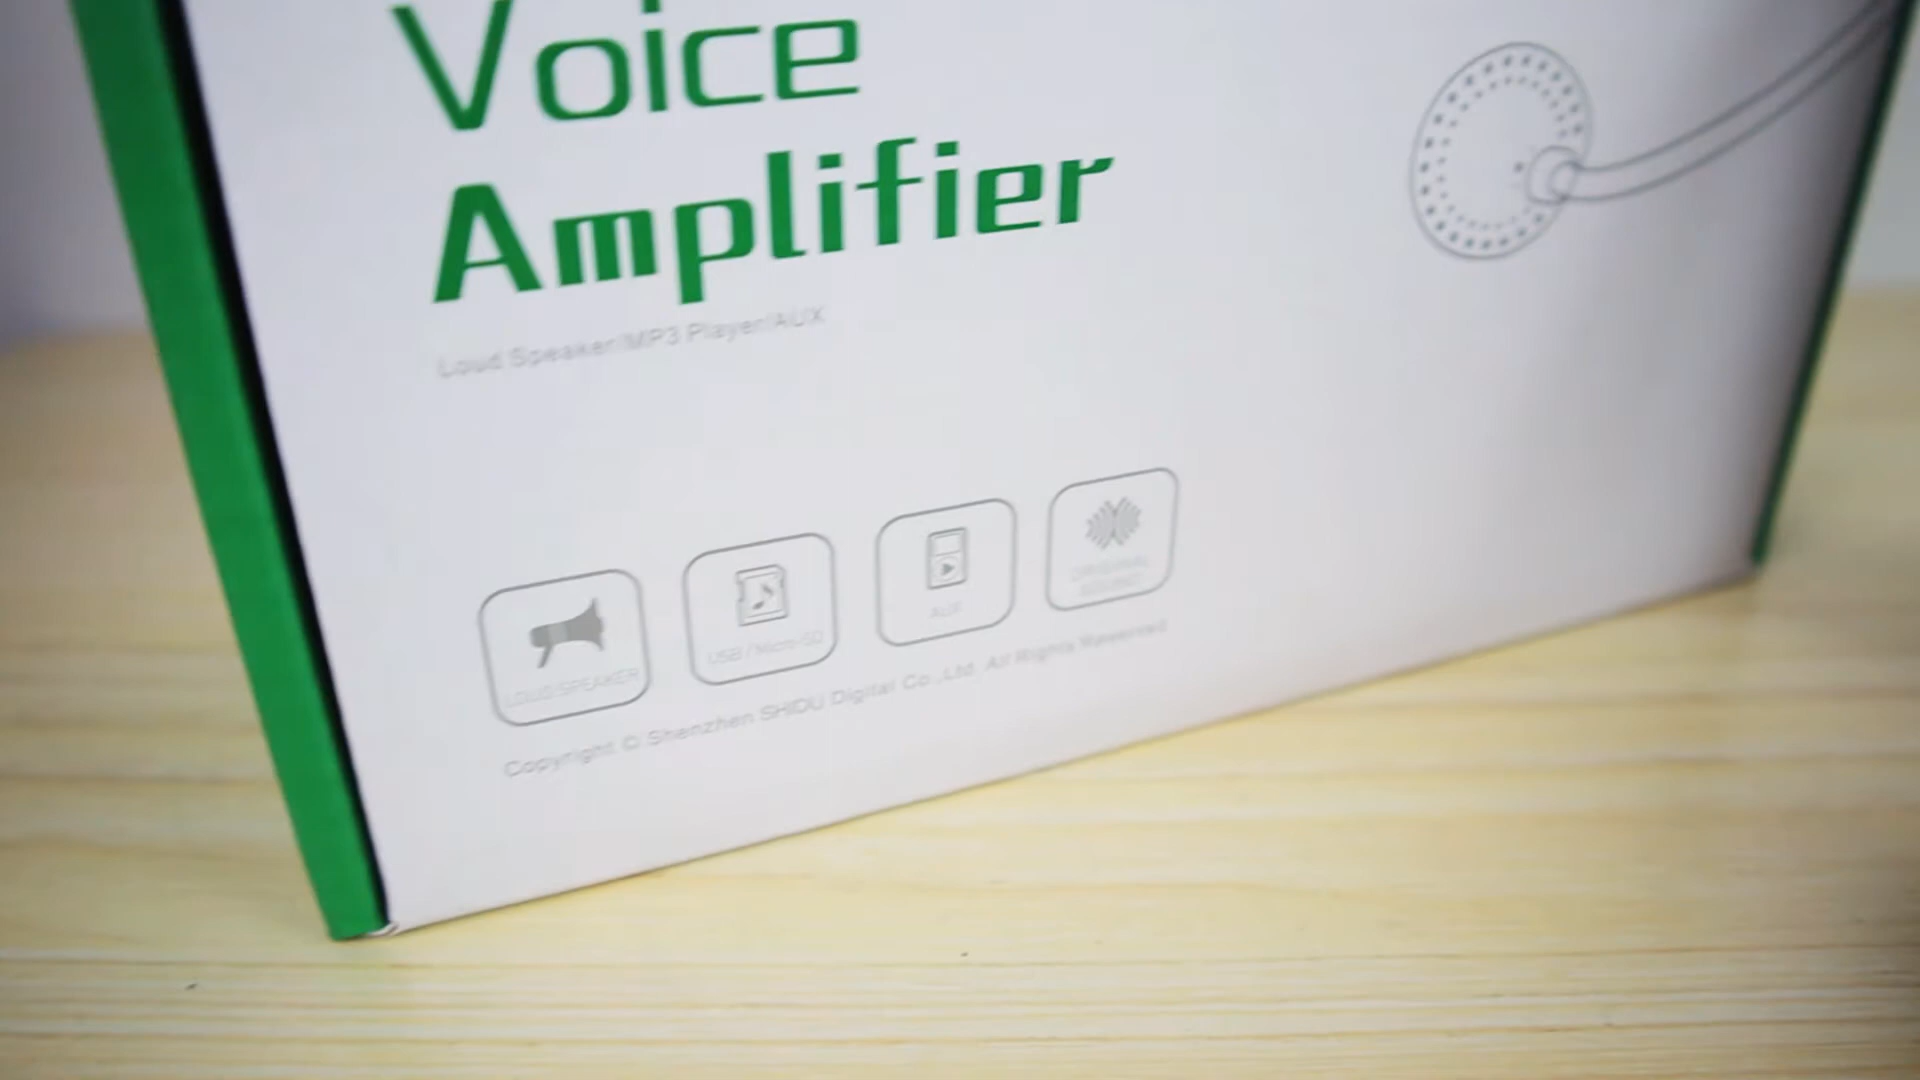 Voice
Amplifier
Loud Speaker/MP3 Player/AUX
LOUD SPEAKER
USB / Micro-SD
AUX
ORIGINAL
SOUND
Copyright © Shenzhen SHIDU Digital Co.,Ltd. All Rights Reserved